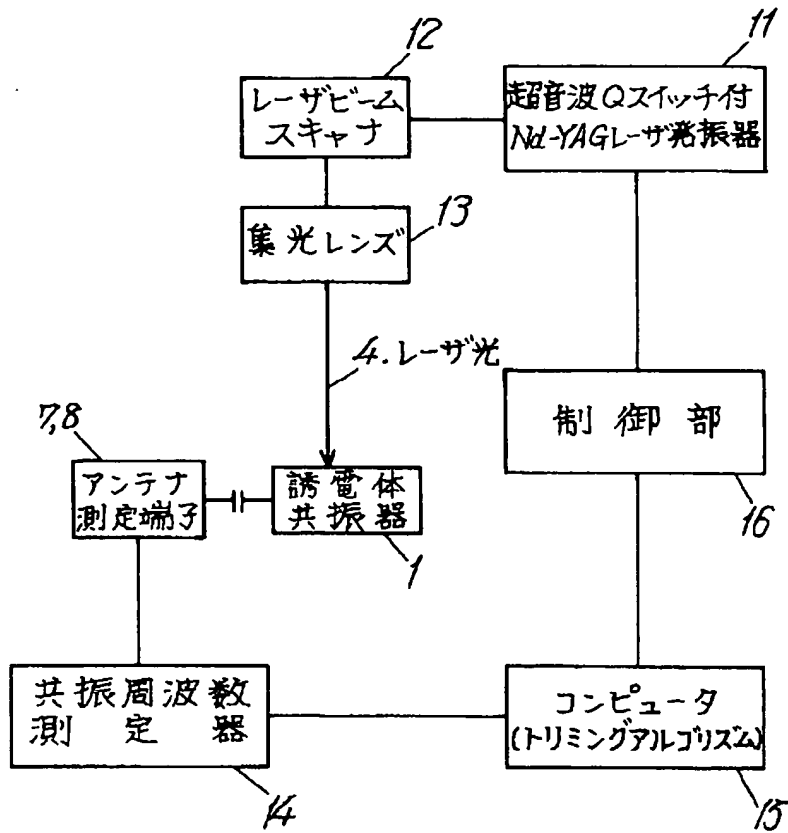 12
レーザビーム
スキャナ
11
超音波Qスイッチ付
Nd-YAGレーザ発振器
13
集光レンズ
4.レーザ光
制御部
16
7,8
アンテナ
測定端子
誘電体
共振器
1
共振周波数
測定器
14
コンピュータ
(トリミングアルゴリズム)
15